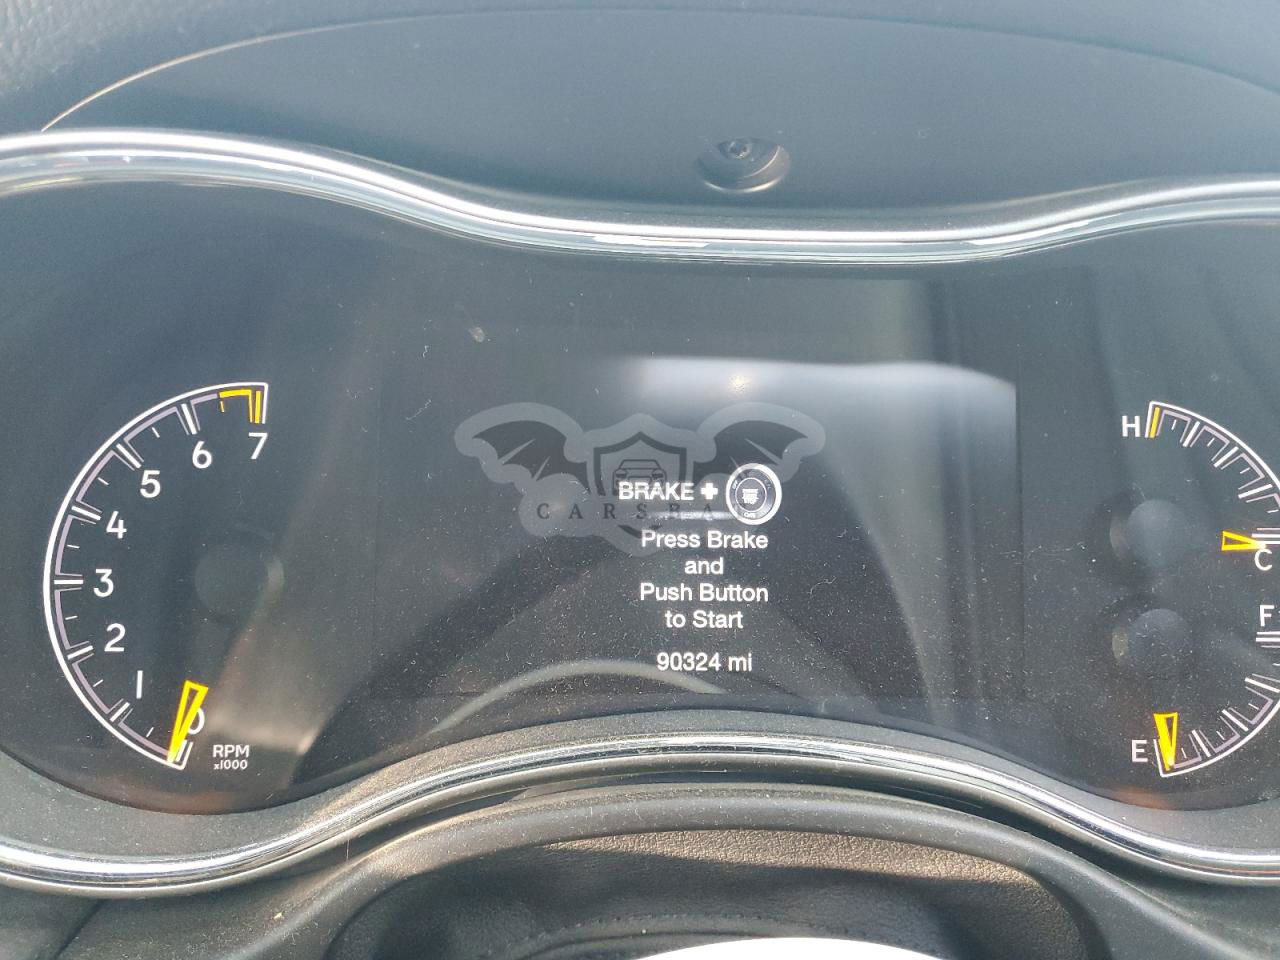 7
6
5
4
3
2
1
0
RPM
x1000
BRAKE +
CARSBA
Press Brake
and
Push Button
to Start
90324 mi
H
C
F
E